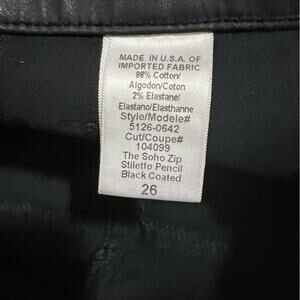 MADE IN U.S.A. OF
IMPORTED FABRIC
98% Cotton/
Algodon/Coton
2% Elastane/
Elastano/Elasthanne
Style/Modele#
5126-0642
Cut/Coupe#
104099
The Soho Zip
Stiletto Pencil
Black Coated
26